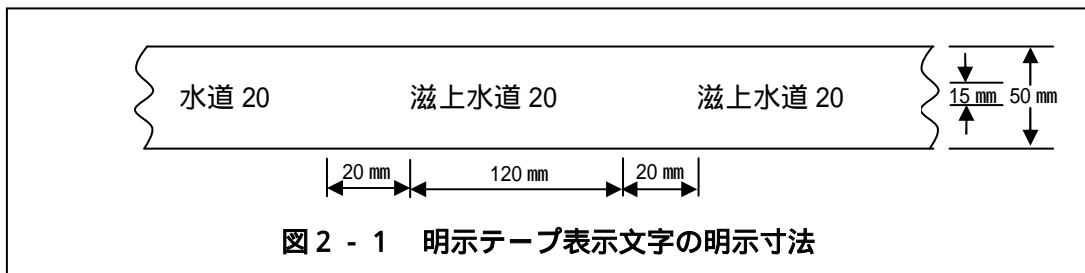 水道 20 滋上水道 20 滋上水道 20
15 ㎜ 50 ㎜
20 ㎜ 120 ㎜ 20 ㎜
図2 - 1 明示テープ表示文字の明示寸法